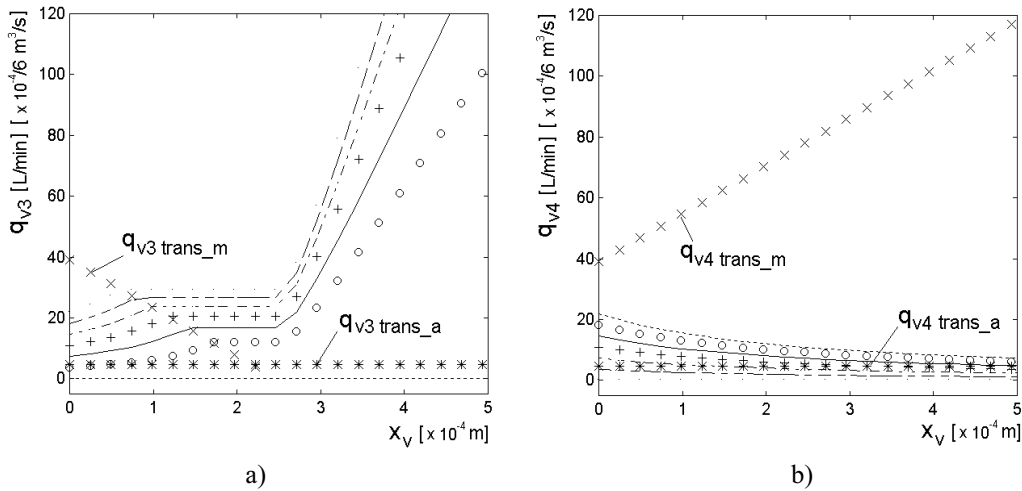 120
100
80
60
40
20
0
0 1 2 3 4 5
q_v3 [L/min] [ x 10^-4/6 m^3/s]
x_v [ x 10^-4 m]
q_v3 trans_m
q_v3 trans_a
a)
120
100
80
60
40
20
0
0 1 2 3 4 5
q_v4 [L/min] [ x 10^-4/6 m^3/s]
x_v [ x 10^-4 m]
q_v4 trans_m
q_v4 trans_a
b)